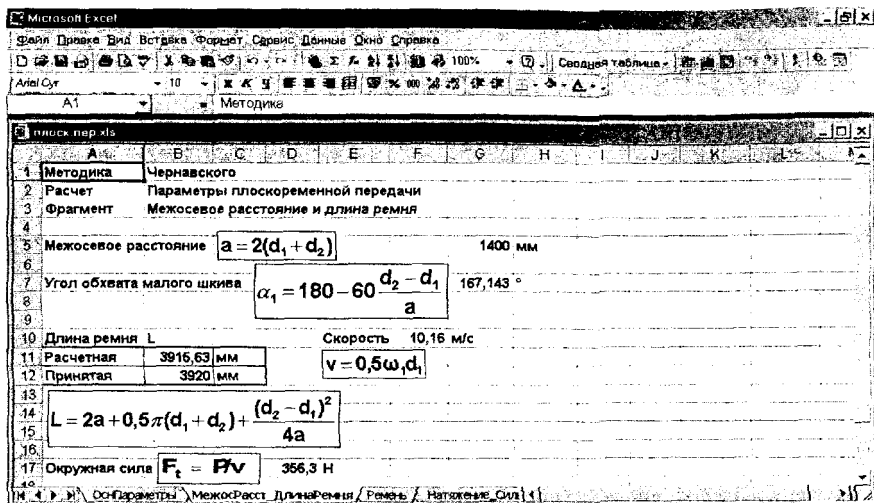 Microsoft Excel
Файл Правка Вид Вставка Формат Сервис Данные Окно Справка
100% Сводная таблица
Arial Cyr 10 Ж К Ч
A1 Методика
плоск.пер.xls
A B C D E F G H I J K L
1 Методика Чернавского
2 Расчет Параметры плоскоременной передачи
3 Фрагмент Межосевое расстояние и длина ремня
4
5 Межосевое расстояние a = 2(d₁ + d₂) 1400 мм
6
7 Угол обхвата малого шкива α₁ = 180 − 60 (d₂ − d₁)/a 167,143 °
8
9
10 Длина ремня L Скорость 10,16 м/с
11 Расчетная 3916,63 мм v = 0,5ω₁d₁
12 Принятая 3920 мм
13
14 L = 2a + 0,5π(d₁ + d₂) + (d₂ − d₁)²/4a
15
16
17 Окружная сила Fₜ = P/v 356,3 Н
ОснПараметры МежосРасст_ДлинаРемня Ремень Натяжение_Сил